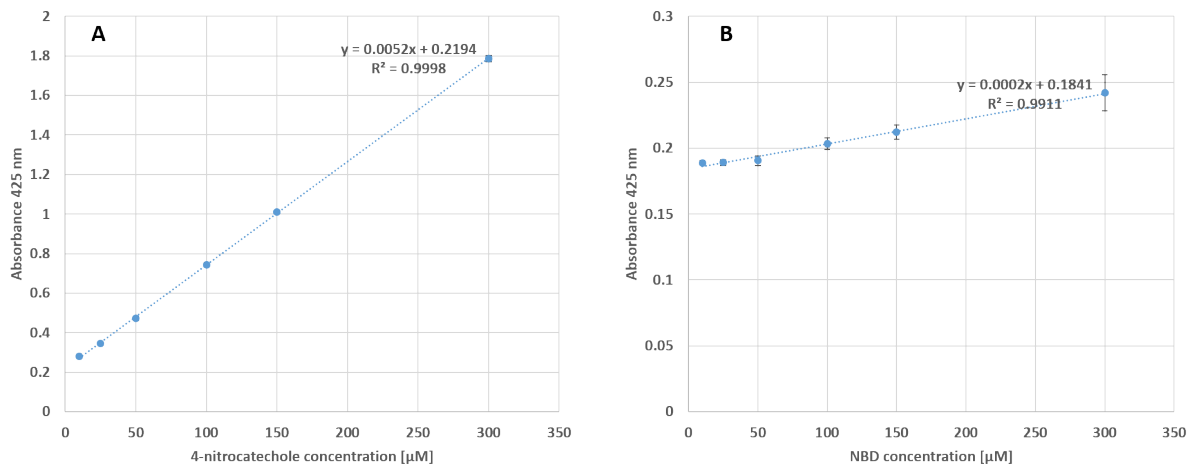 A
y = 0.0052x + 0.2194
R² = 0.9998
2
1.8
1.6
1.4
1.2
1
0.8
0.6
0.4
0.2
0
0 50 100 150 200 250 300 350
Absorbance 425 nm
4-nitrocatechole concentration [µM]
B
y = 0.0002x + 0.1841
R² = 0.9911
0.3
0.25
0.2
0.15
0.1
0.05
0
0 50 100 150 200 250 300 350
Absorbance 425 nm
NBD concentration [µM]